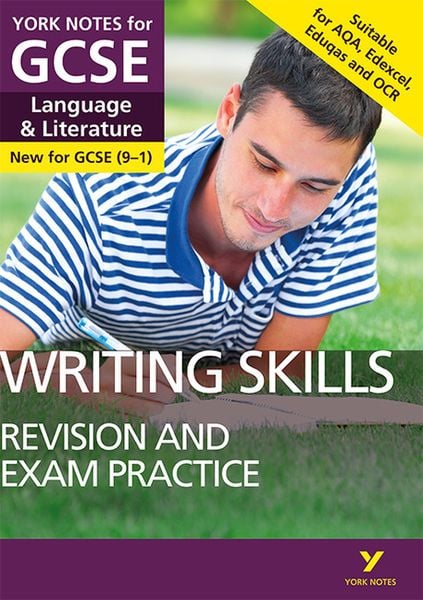 YORK NOTES for
GCSE
Language
& Literature
New for GCSE (9–1)
Suitable
for AQA, Edexcel,
Eduqas and OCR
WRITING SKILLS
REVISION AND
EXAM PRACTICE
YORK NOTES